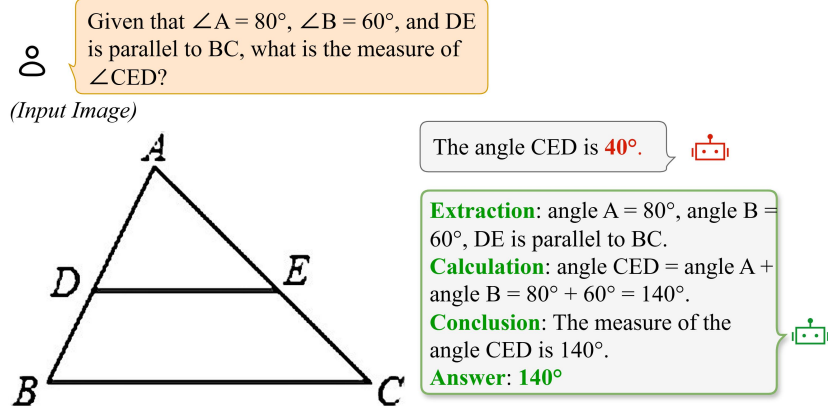 Given that ∠A = 80°, ∠B = 60°, and DE
is parallel to BC, what is the measure of
∠CED?
(Input Image)
A
D
E
B
C
The angle CED is 40°.
Extraction: angle A = 80°, angle B =
60°, DE is parallel to BC.
Calculation: angle CED = angle A +
angle B = 80° + 60° = 140°.
Conclusion: The measure of the
angle CED is 140°.
Answer: 140°